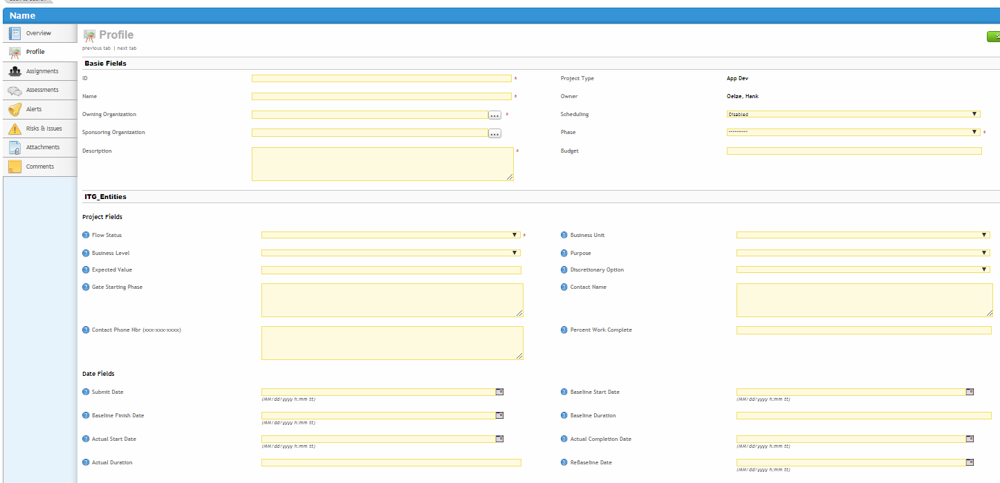 Name
Overview
Profile
Assignments
Assessments
Alerts
Risks & Issues
Attachments
Comments
Profile
previous tab | next tab
Basic Fields
ID *
Project Type App Dev
Name *
Owner Oelze, Hank
Owning Organization ... *
Scheduling Disabled
Sponsoring Organization ...
Phase ---------- *
Description *
Budget
ITG_Entities
Project Fields
? Flow Status *
? Business Unit
? Business Level
? Purpose
? Expected Value
? Discretionary Option
? Gate Starting Phase
? Contact Name
? Contact Phone Nbr (xxx-xxx-xxxx)
? Percent Work Complete
Date Fields
? Submit Date
(MM/dd/yyyy h:mm tt)
? Baseline Start Date
(MM/dd/yyyy h:mm tt)
? Baseline Finish Date
(MM/dd/yyyy h:mm tt)
? Baseline Duration
? Actual Start Date
(MM/dd/yyyy h:mm tt)
? Actual Completion Date
(MM/dd/yyyy h:mm tt)
? Actual Duration
? ReBaseline Date
(MM/dd/yyyy h:mm tt)